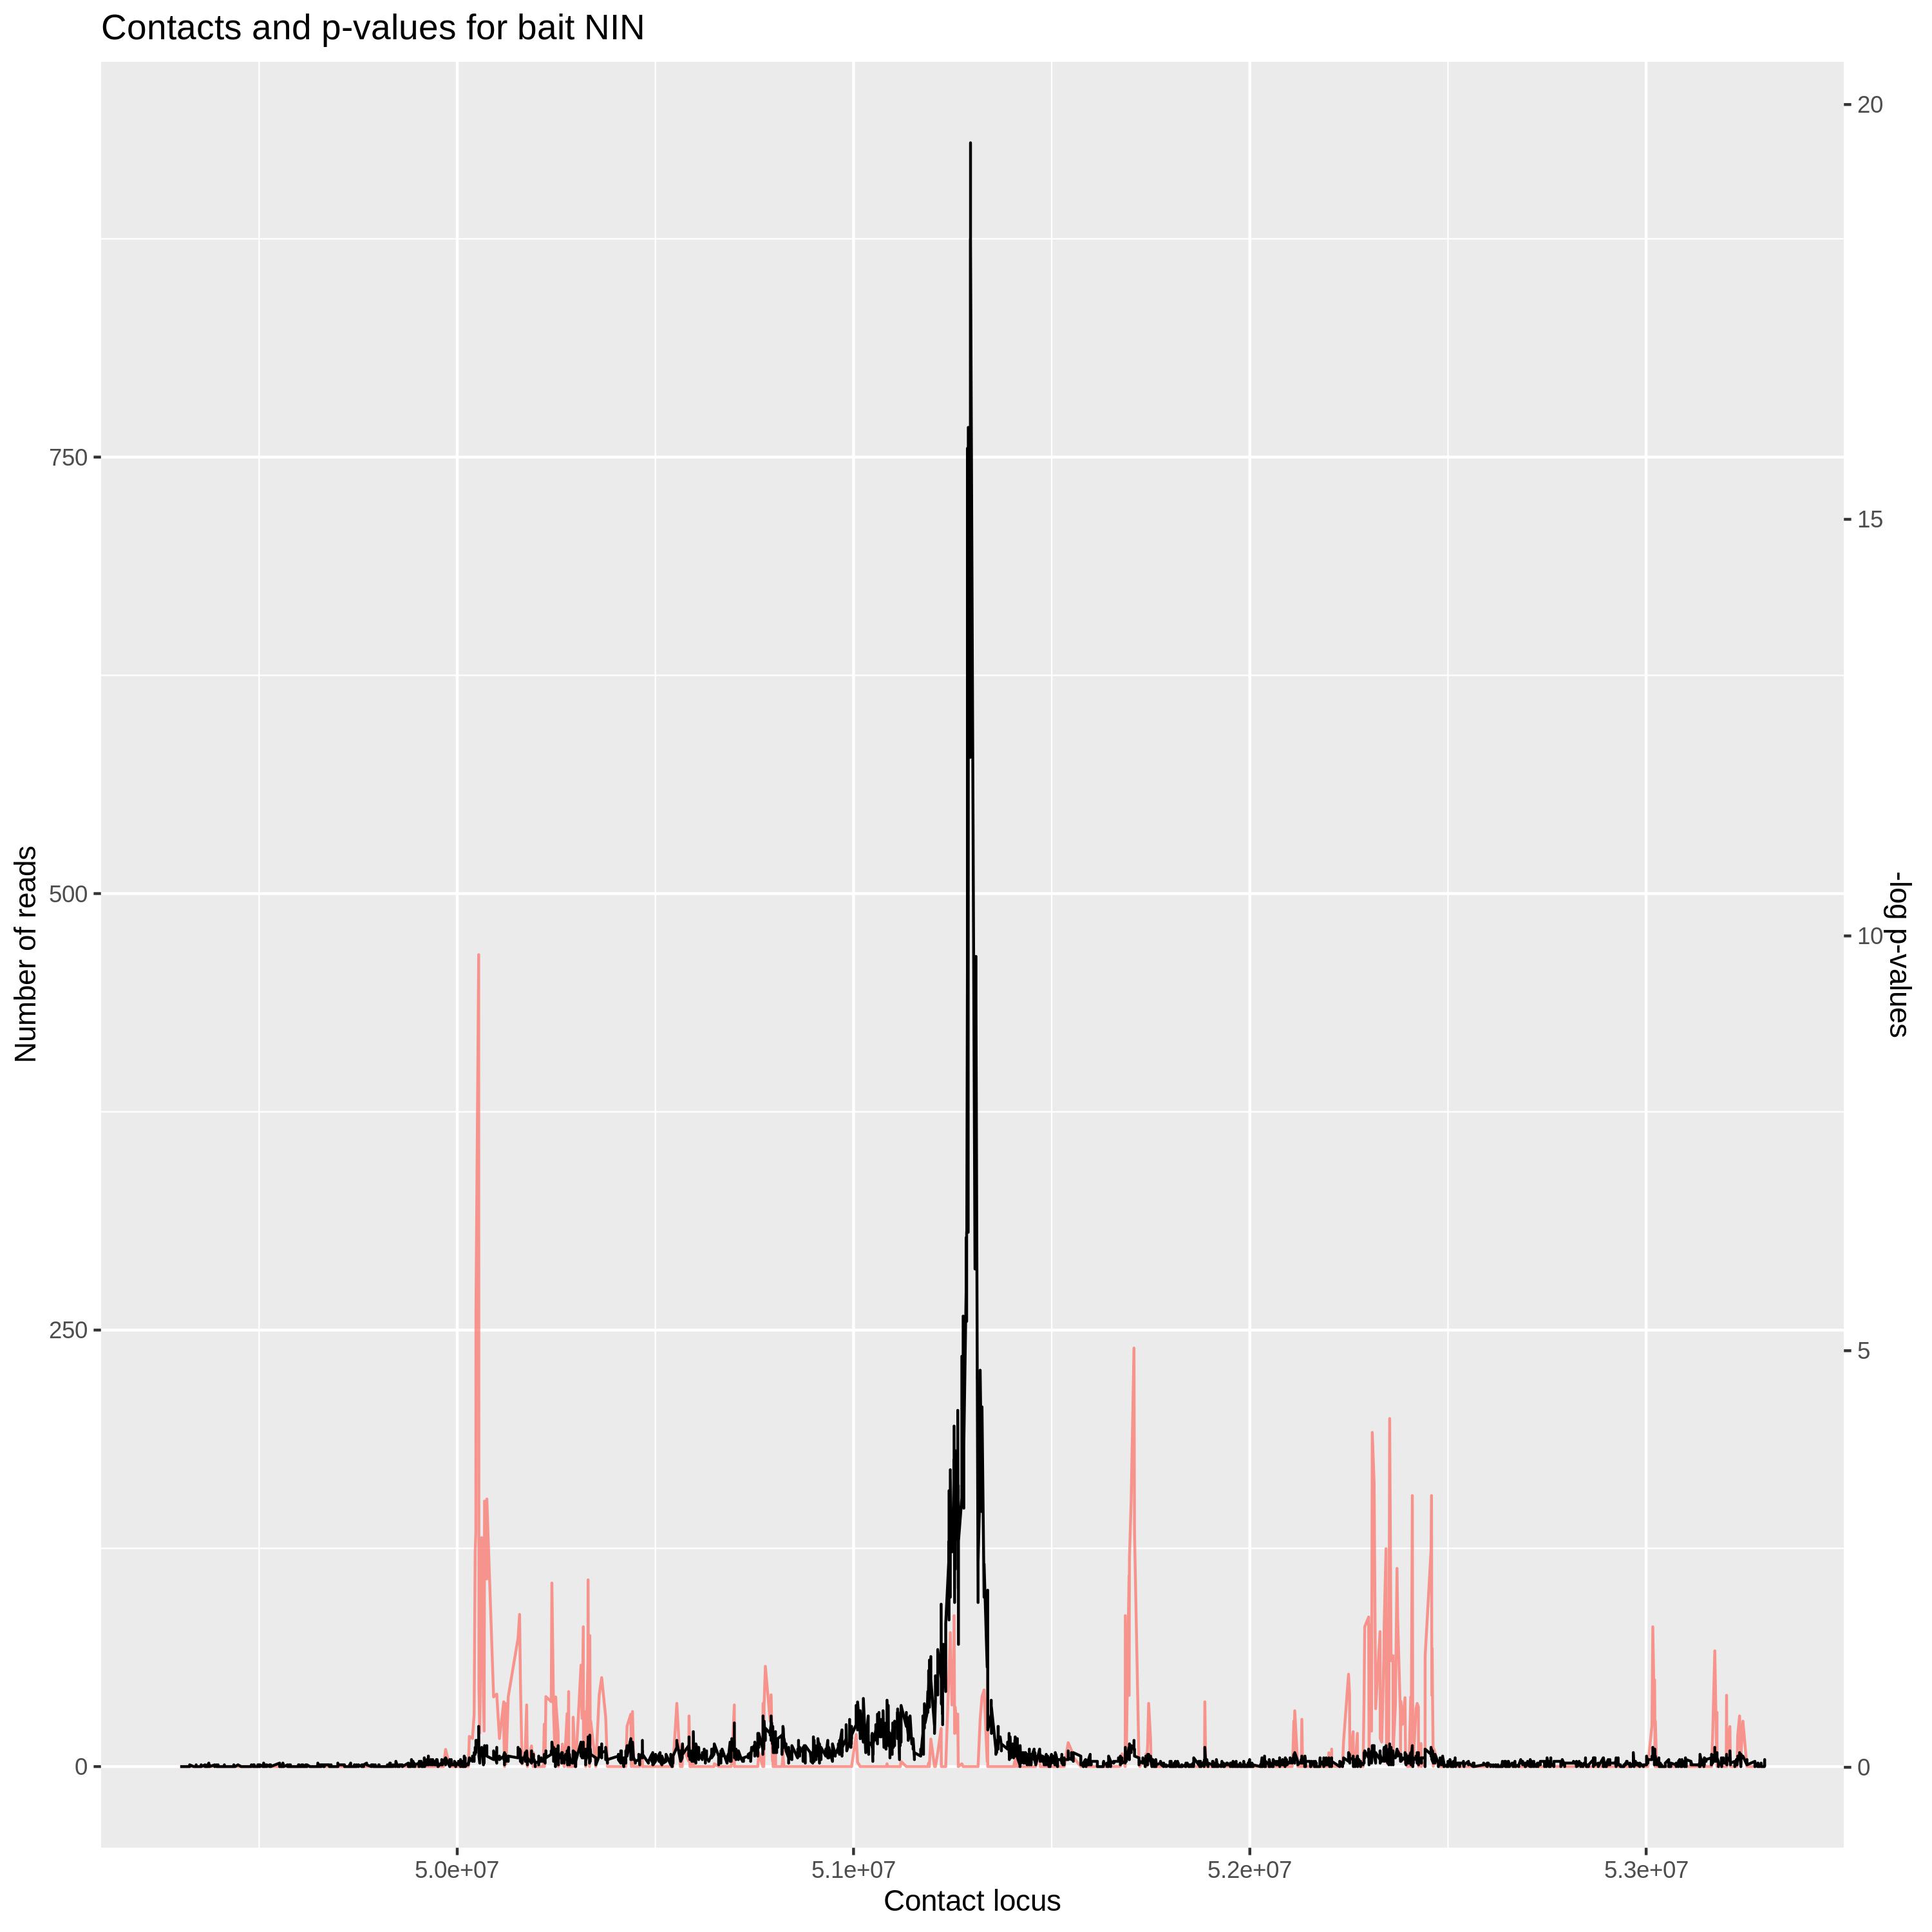 Contacts and p-values for bait NIN
Number of reads
750
500
250
0
20
15
10
5
0
-log p-values
5.0e+07
5.1e+07
5.2e+07
5.3e+07
Contact locus